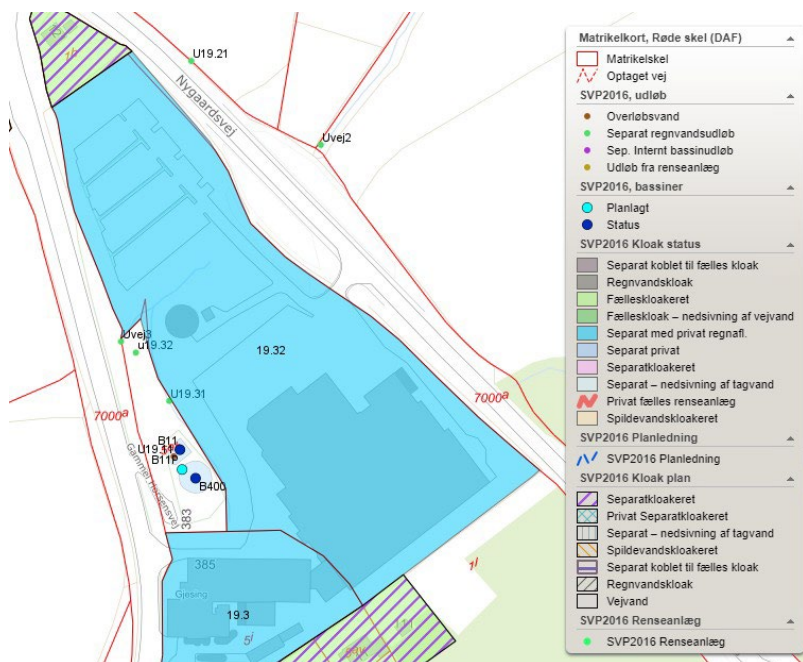 U19.21
Nygaardsvej
Uvej2
1h
Uvej3
u19.32
19.32
U19.31
7000a
7000a
B11
B11P
B400
Gammel Horsensvej
383
385
Gjesing
19.3
5i
1l
111
Matrikelkort, Røde skel (DAF)
Matrikelskel
Optaget vej
SVP2016, udløb
Overløbsvand
Separat regnvandsudløb
Sep. Internt bassinudløb
Udløb fra renseanlæg
SVP2016, bassiner
Planlagt
Status
SVP2016 Kloak status
Separat koblet til fælles kloak
Regnvandskloak
Fælleskloakeret
Fælleskloak – nedsivning af vejvand
Separat med privat regnafl.
Separat privat
Separatkloakeret
Separat – nedsivning af tagvand
Privat fælles renseanlæg
Spildevandskloakeret
SVP2016 Planledning
SVP2016 Planledning
SVP2016 Kloak plan
Separatkloakeret
Privat Separatkloakeret
Separat – nedsivning af tagvand
Spildevandskloakeret
Separat koblet til fælles kloak
Regnvandskloak
Vejvand
SVP2016 Renseanlæg
SVP2016 Renseanlæg